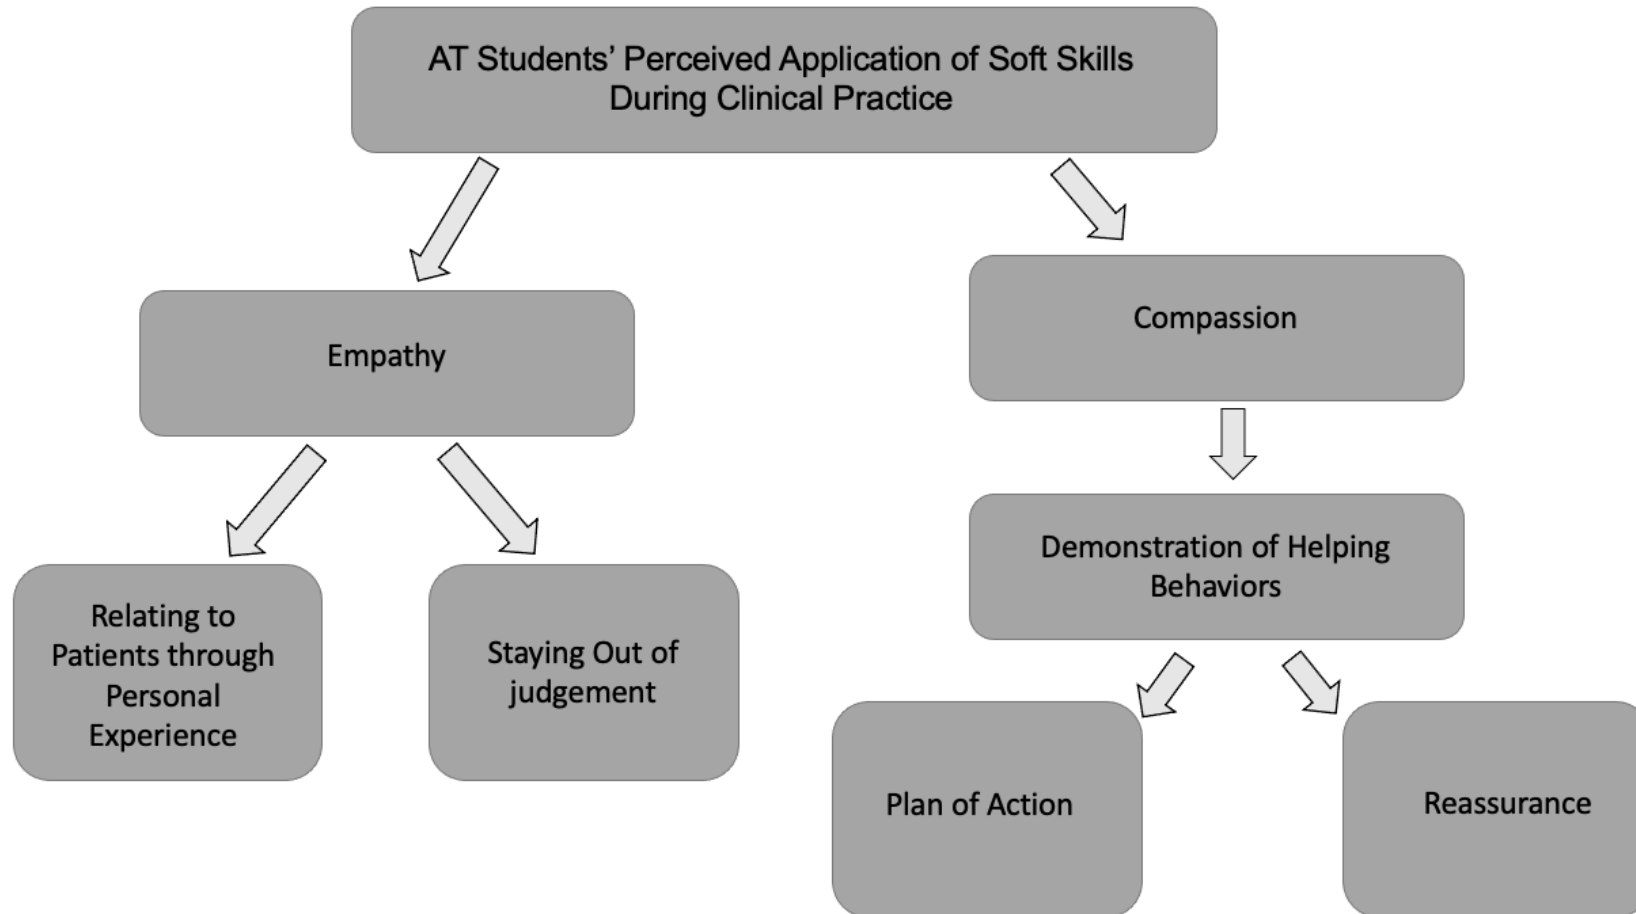 AT Students’ Perceived Application of Soft Skills
During Clinical Practice
Empathy
Compassion
Relating to
Patients through
Personal
Experience
Staying Out of
judgement
Demonstration of Helping
Behaviors
Plan of Action
Reassurance